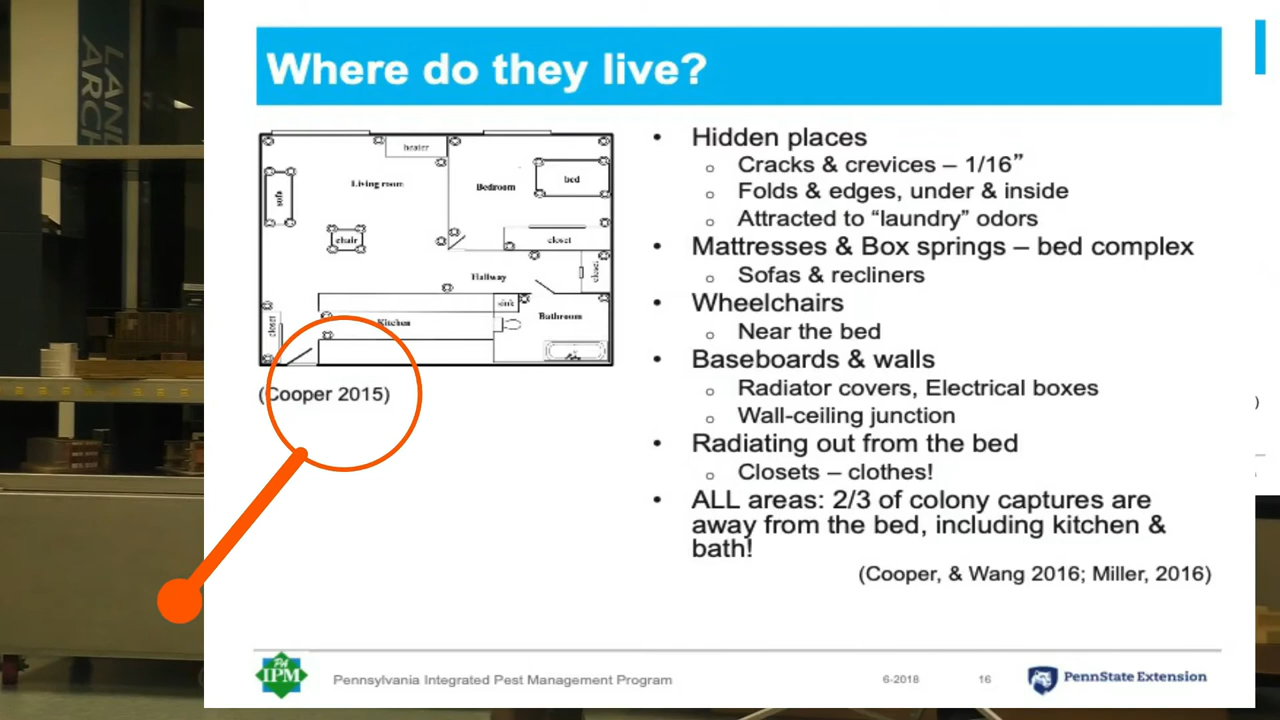 LAND
ARCH
Where do they live?
heater
Living room
Bedroom
bed
sofa
chair
closet
Hallway
closet
sink
Kitchen
Bathroom
closet
(Cooper 2015)
• Hidden places
o Cracks & crevices – 1/16”
o Folds & edges, under & inside
o Attracted to “laundry” odors
• Mattresses & Box springs – bed complex
o Sofas & recliners
• Wheelchairs
o Near the bed
• Baseboards & walls
o Radiator covers, Electrical boxes
o Wall-ceiling junction
• Radiating out from the bed
o Closets – clothes!
• ALL areas: 2/3 of colony captures are
away from the bed, including kitchen &
bath!
(Cooper, & Wang 2016; Miller, 2016)
)
PA
IPM
Pennsylvania Integrated Pest Management Program
6-2018
16
PennState Extension